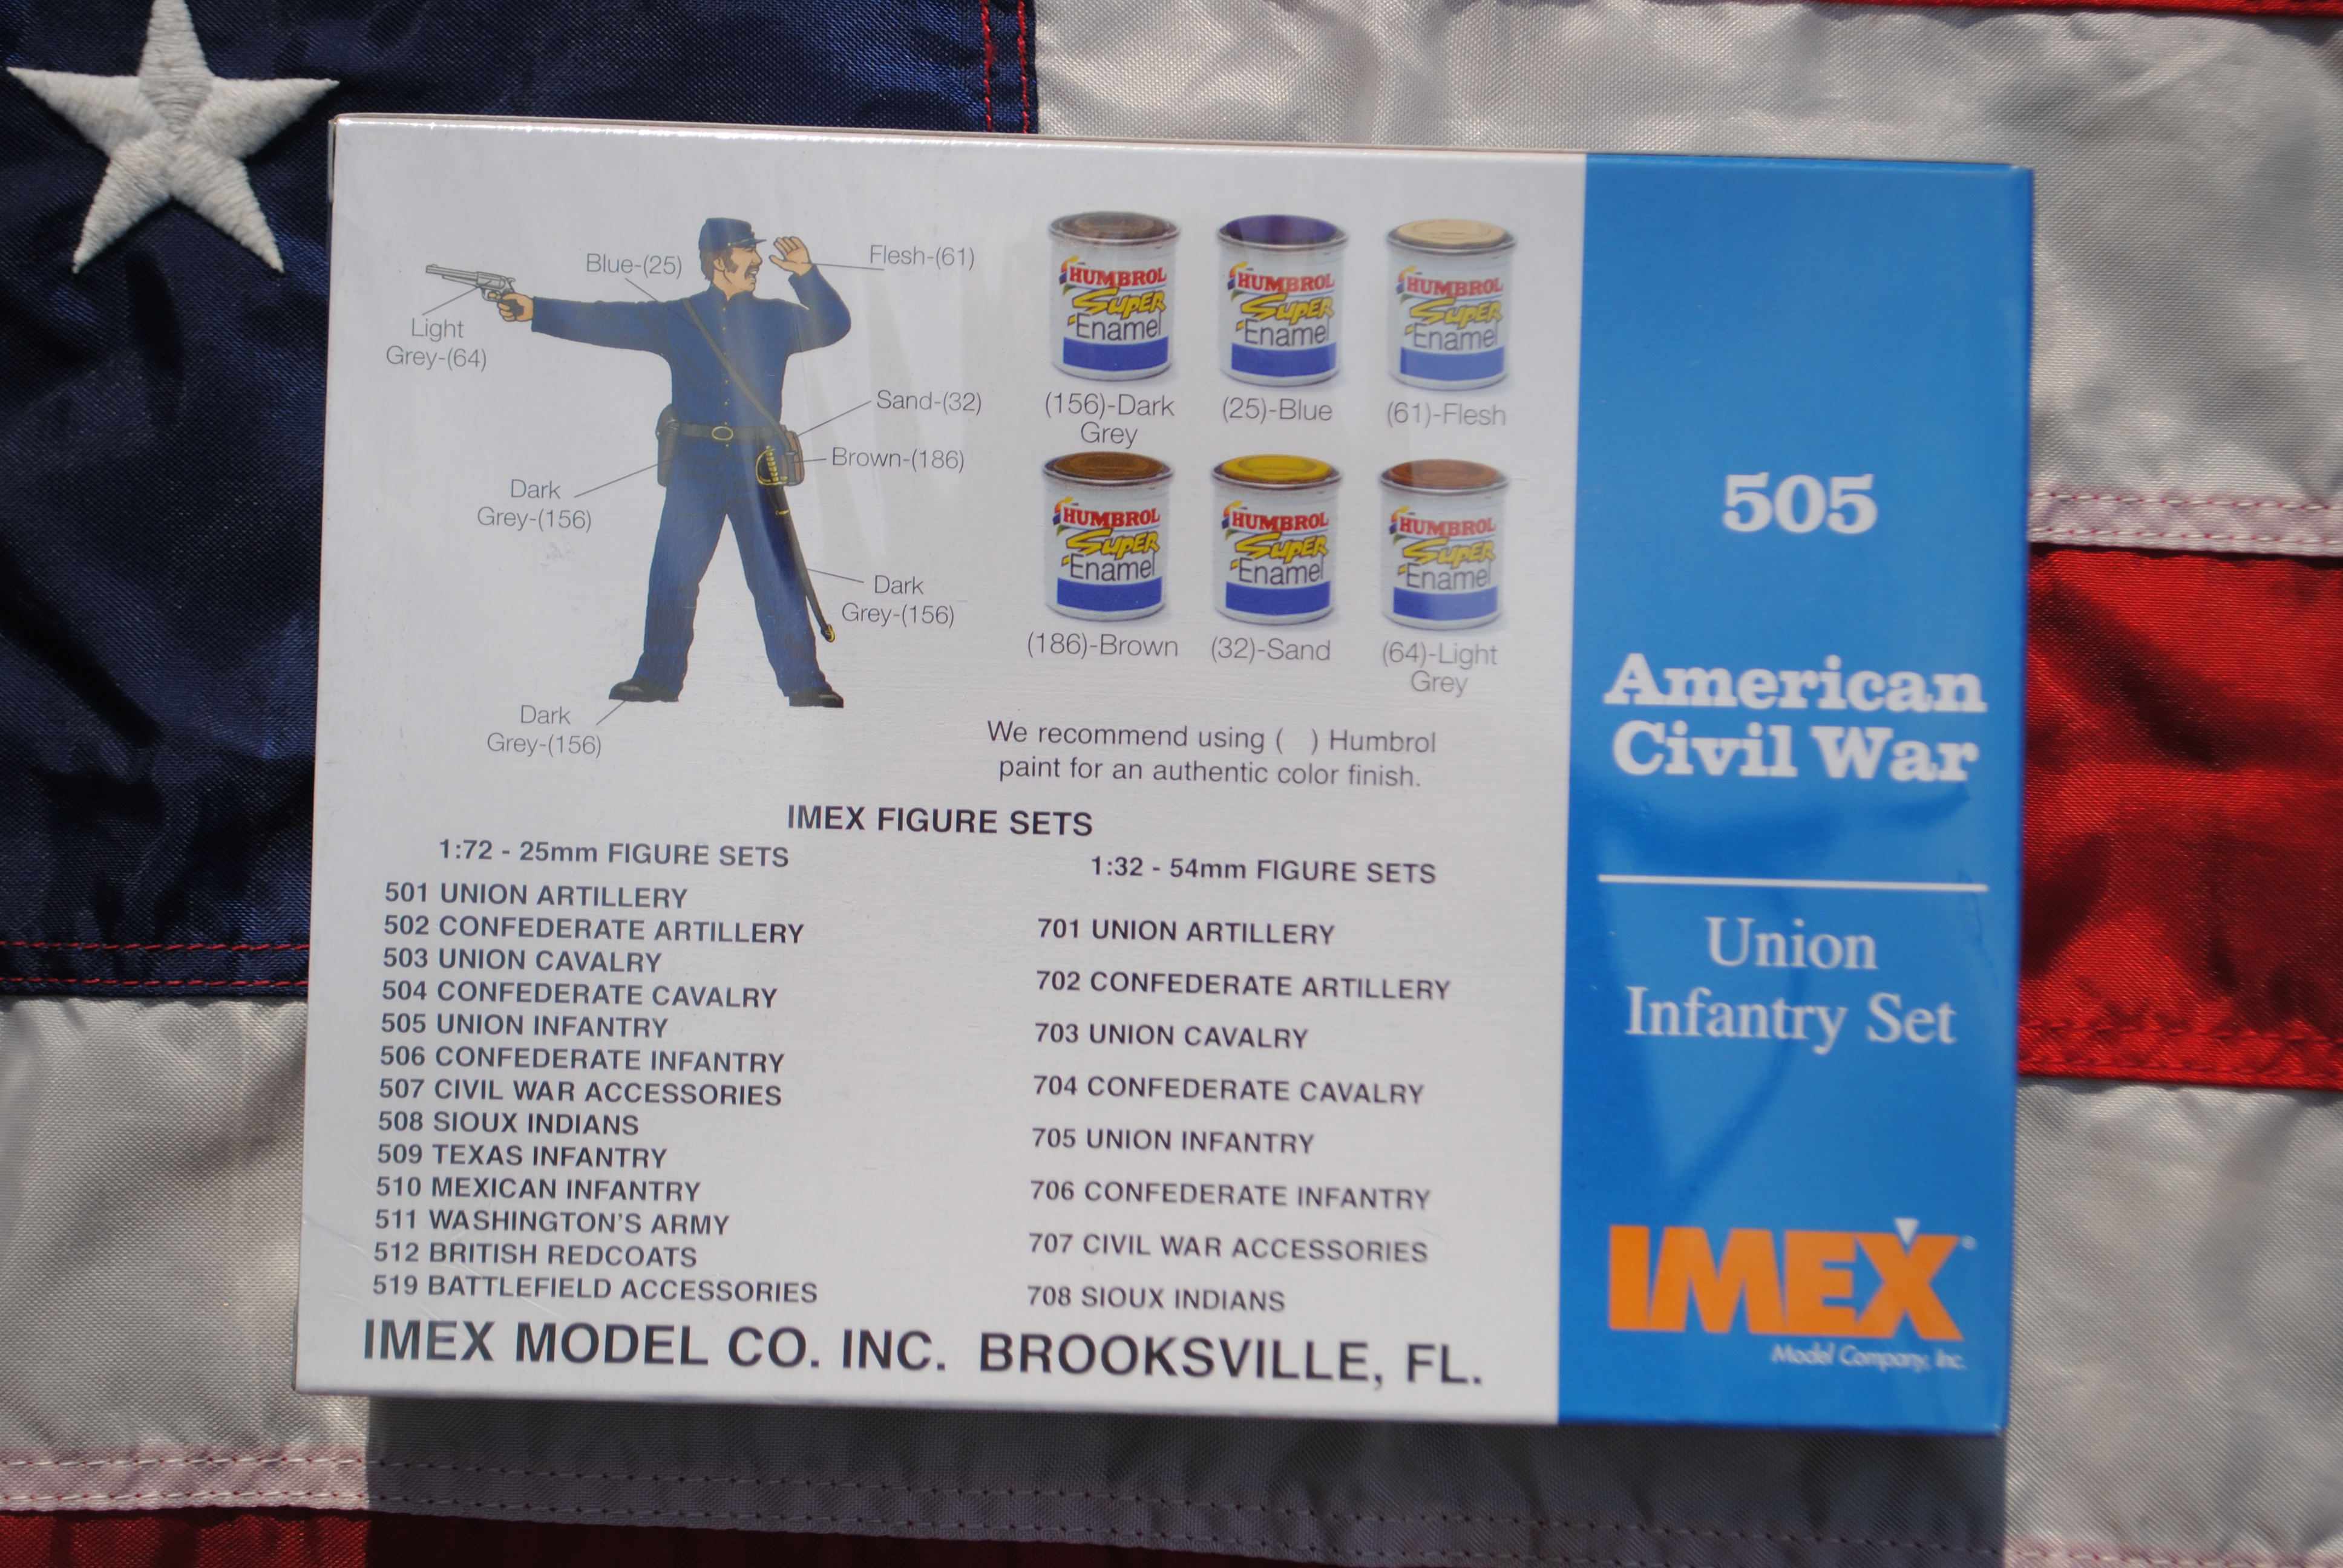 Blue-(25)
Flesh-(61)
Light
Grey-(64)
Sand-(32)
Brown-(186)
Dark
Grey-(156)
Dark
Grey-(156)
Dark
Grey-(156)
HUMBROL
Super
Enamel
HUMBROL
Super
Enamel
HUMBROL
Super
Enamel
(156)-Dark
Grey
(25)-Blue
(61)-Flesh
HUMBROL
Super
Enamel
HUMBROL
Super
Enamel
HUMBROL
Super
Enamel
(186)-Brown
(32)-Sand
(64)-Light
Grey
We recommend using ( ) Humbrol
paint for an authentic color finish.
IMEX FIGURE SETS
1:72 - 25mm FIGURE SETS
501 UNION ARTILLERY
502 CONFEDERATE ARTILLERY
503 UNION CAVALRY
504 CONFEDERATE CAVALRY
505 UNION INFANTRY
506 CONFEDERATE INFANTRY
507 CIVIL WAR ACCESSORIES
508 SIOUX INDIANS
509 TEXAS INFANTRY
510 MEXICAN INFANTRY
511 WASHINGTON'S ARMY
512 BRITISH REDCOATS
519 BATTLEFIELD ACCESSORIES
1:32 - 54mm FIGURE SETS
701 UNION ARTILLERY
702 CONFEDERATE ARTILLERY
703 UNION CAVALRY
704 CONFEDERATE CAVALRY
705 UNION INFANTRY
706 CONFEDERATE INFANTRY
707 CIVIL WAR ACCESSORIES
708 SIOUX INDIANS
IMEX MODEL CO. INC. BROOKSVILLE, FL.
505
American
Civil War
Union
Infantry Set
IMEX®
Model Company, Inc.